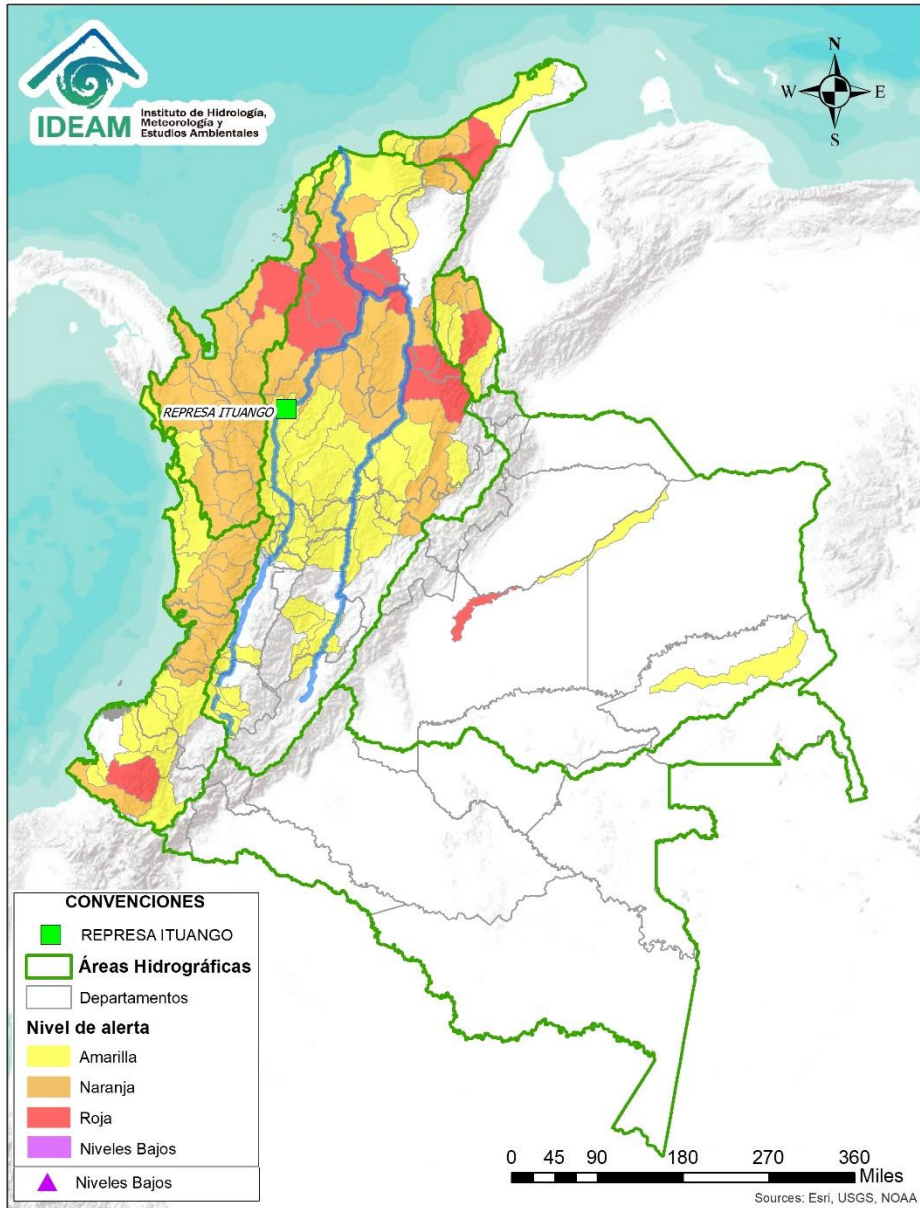 IDEAM
Instituto de Hidrología,
Meteorología y
Estudios Ambientales
N
W
E
S
REPRESA ITUANGO
CONVENCIONES
REPRESA ITUANGO
Áreas Hidrográficas
Departamentos
Nivel de alerta
Amarilla
Naranja
Roja
Niveles Bajos
Niveles Bajos
0 45 90 180 270 360
Miles
Sources: Esri, USGS, NOAA